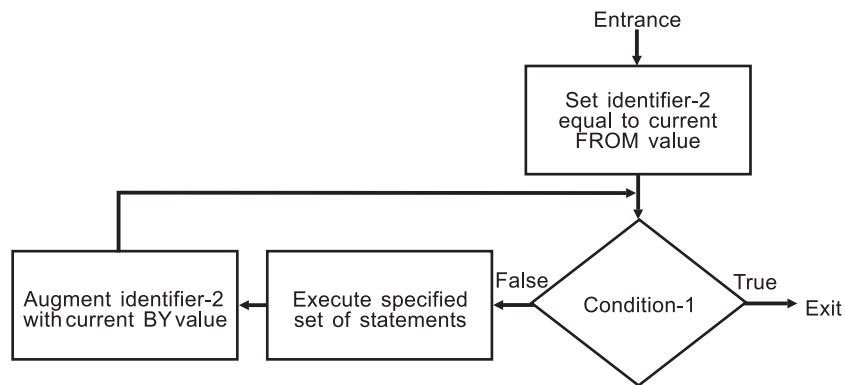 Entrance
Set identifier-2
equal to current
FROM value
False
True
Augment identifier-2
with current BY value
Execute specified
set of statements
Condition-1
Exit